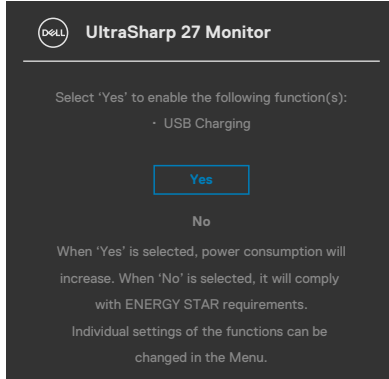 DELL UltraSharp 27 Monitor
Select ‘Yes’ to enable the following function(s):
· USB Charging
Yes
No
When ‘Yes’ is selected, power consumption will
increase. When ‘No’ is selected, it will comply
with ENERGY STAR requirements.
Individual settings of the functions can be
changed in the Menu.